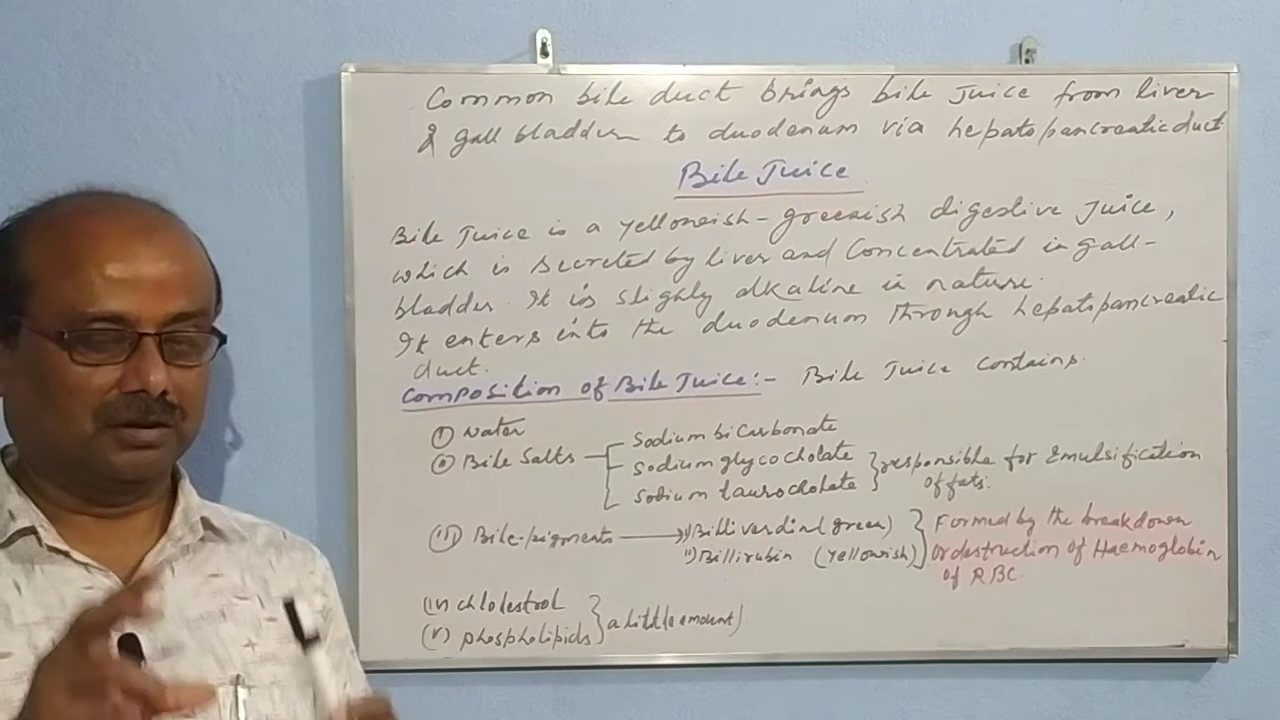 Common bile duct brings bile Juice from liver
& gall bladder to duodenum via hepatopancreatic duct
Bile Juice
Bile Juice is a yellowish-greenish digestive Juice,
which is secreted by liver and Concentrated in gall-
bladder. It is slighly alkaline in nature.
It enters into the duodenum through hepatopancreatic
duct.
Composition of Bile Juice:- Bile Juice contains.
(i) Water
(ii) Bile Salts
Sodium bicarbonate
Sodium glycocholate
Sodium taurocholate
responsible for Emulsification
of fats.
(iii) Bile-pigments
i) Billiverdin (green)
ii) Billirubin (Yellowish)
Formed by the breakdown
or destruction of Haemoglobin
of RBC
(iv) chlolestrol
(v) phospholipids
a little amount)